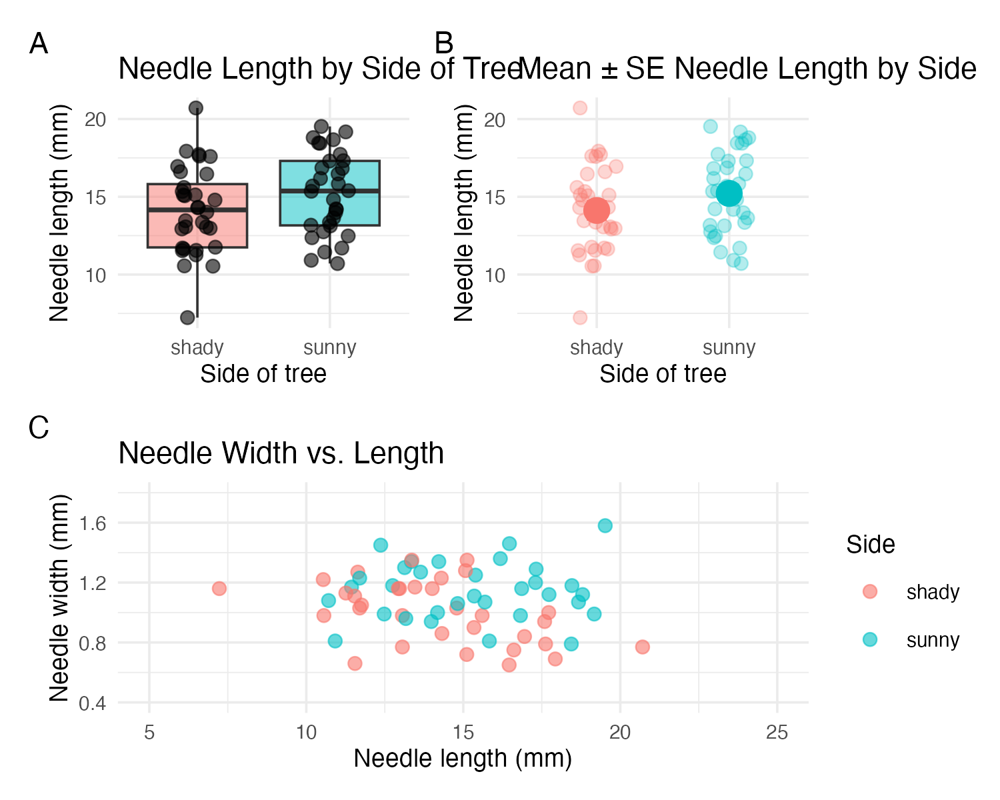 A
Needle Length by Side of Tree
Needle length (mm)
20
15
10
shady
sunny
Side of tree
B
Mean ± SE Needle Length by Side
Needle length (mm)
20
15
10
shady
sunny
Side of tree
C
Needle Width vs. Length
Needle width (mm)
1.6
1.2
0.8
0.4
5
10
15
20
25
Needle length (mm)
Side
shady
sunny